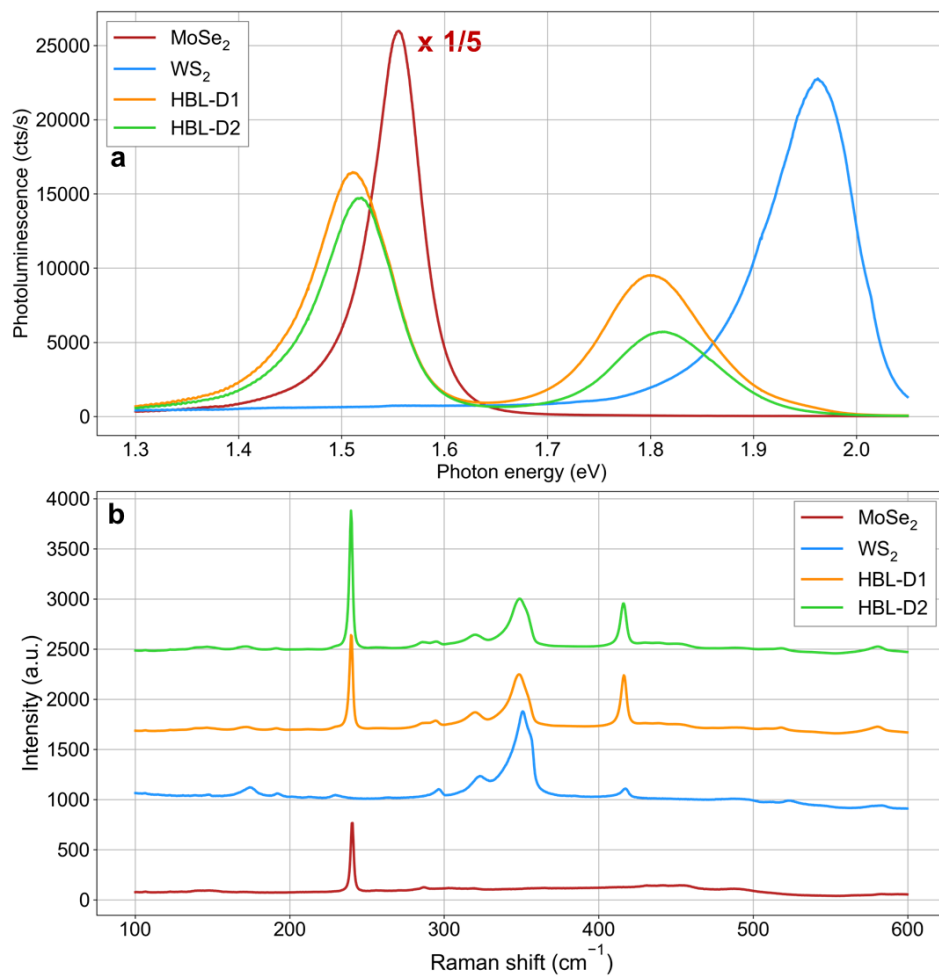 MoSe₂
WS₂
HBL-D1
HBL-D2
x 1/5
a
Photoluminescence (cts/s)
25000
20000
15000
10000
5000
0
1.3 1.4 1.5 1.6 1.7 1.8 1.9 2.0
Photon energy (eV)
b
MoSe₂
WS₂
HBL-D1
HBL-D2
Intensity (a.u.)
4000
3500
3000
2500
2000
1500
1000
500
0
100 200 300 400 500 600
Raman shift (cm⁻¹)